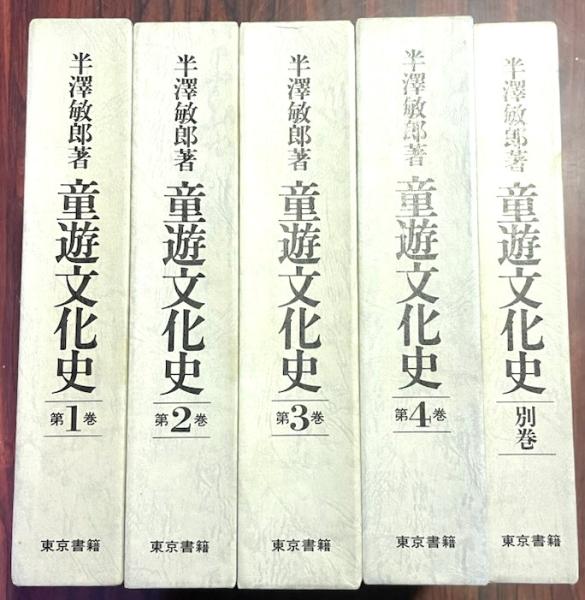 半澤敏郎著
童遊文化史
第1巻
東京書籍
半澤敏郎著
童遊文化史
第2巻
東京書籍
半澤敏郎著
童遊文化史
第3巻
東京書籍
半澤敏郎著
童遊文化史
第4巻
東京書籍
半澤敏郎著
童遊文化史
別巻
東京書籍